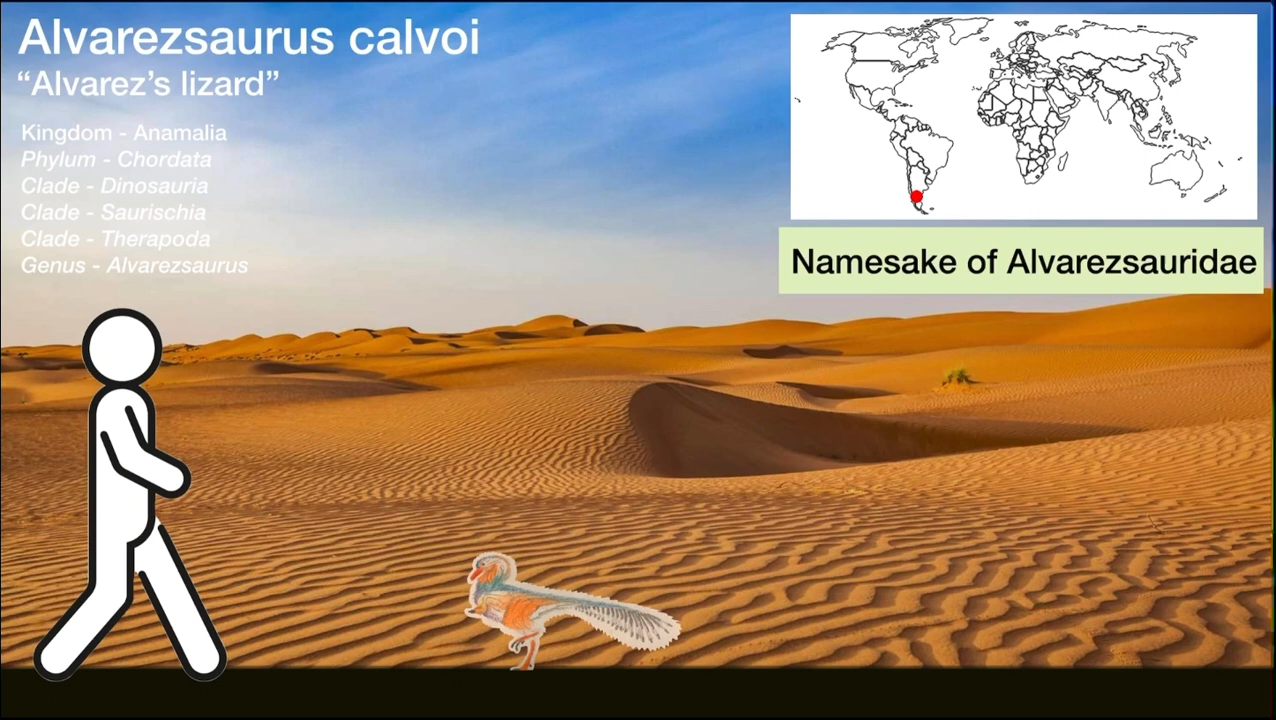 Alvarezsaurus calvoi
“Alvarez’s lizard”
Kingdom - Anamalia
Phylum - Chordata
Clade - Dinosauria
Clade - Saurischia
Clade - Therapoda
Genus - Alvarezsaurus
Namesake of Alvarezsauridae